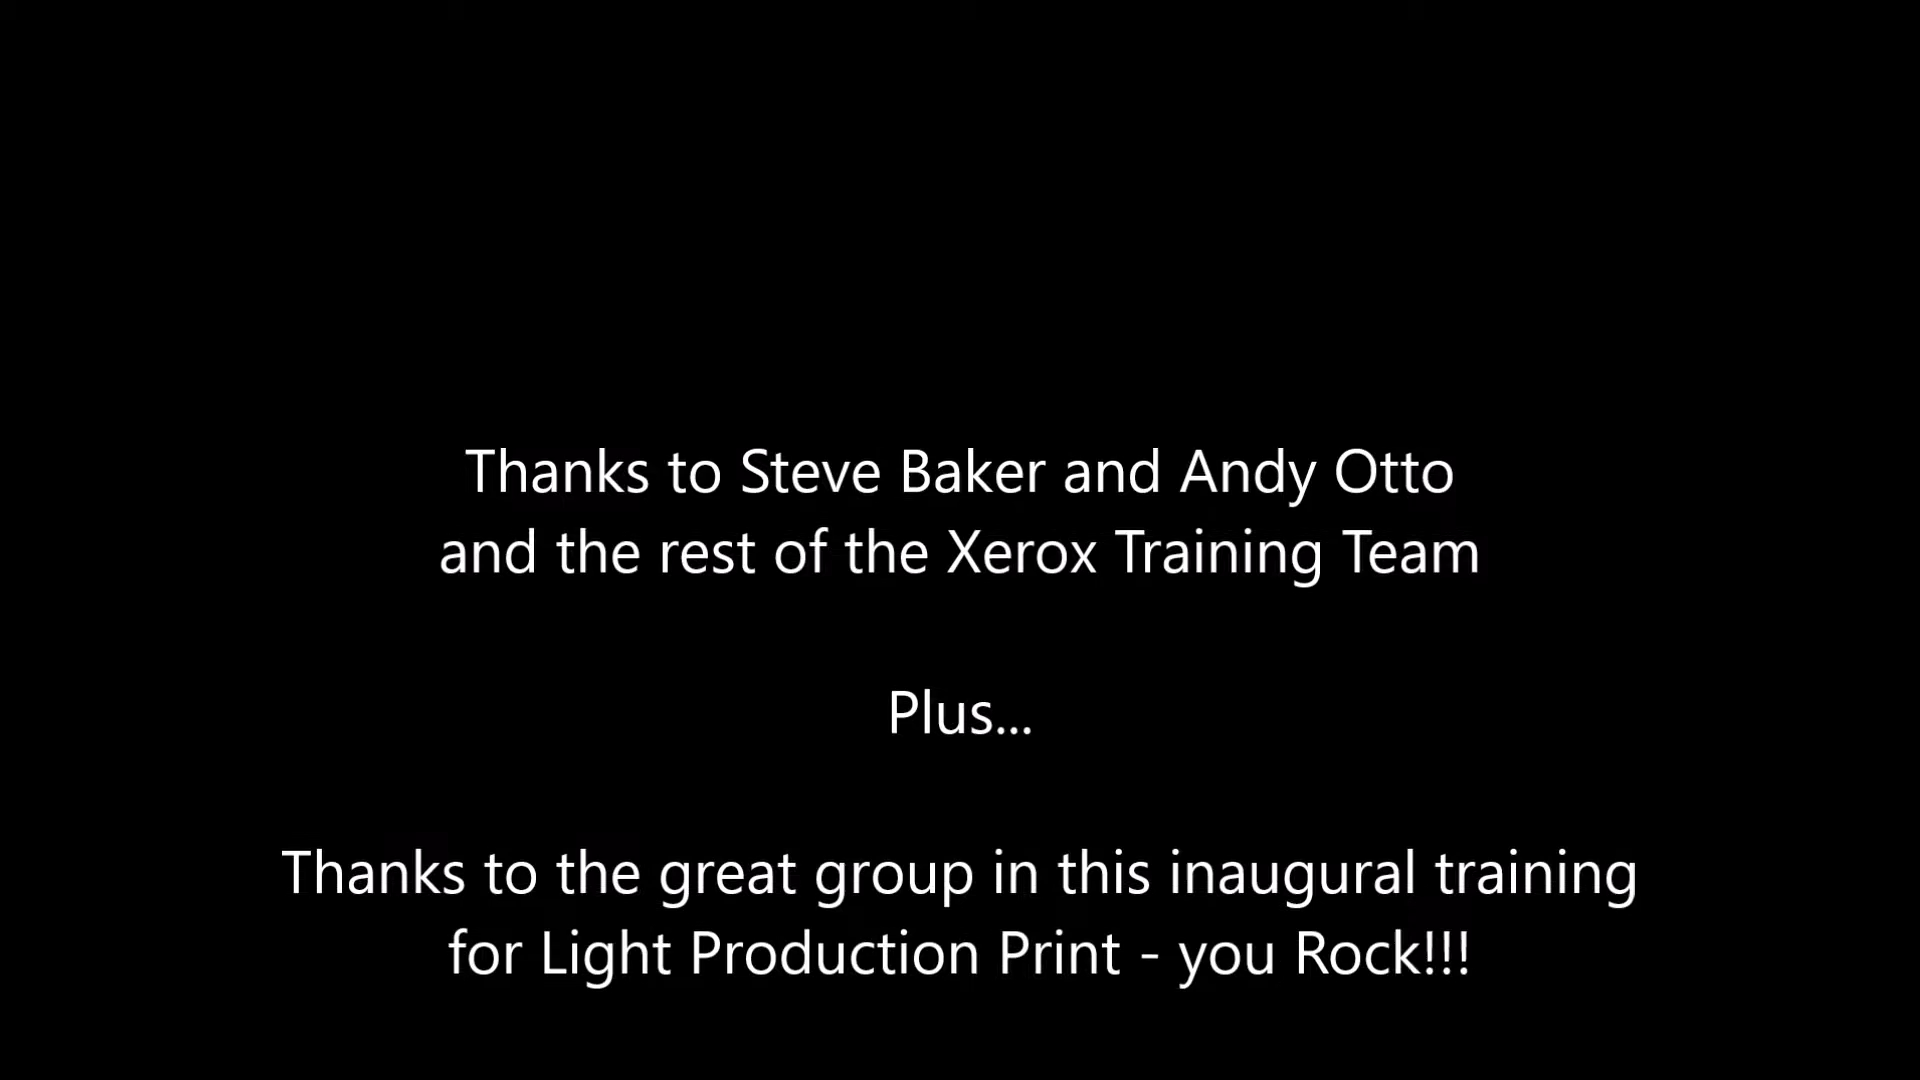 Thanks to Steve Baker and Andy Otto
and the rest of the Xerox Training Team
Plus...
Thanks to the great group in this inaugural training
for Light Production Print - you Rock!!!